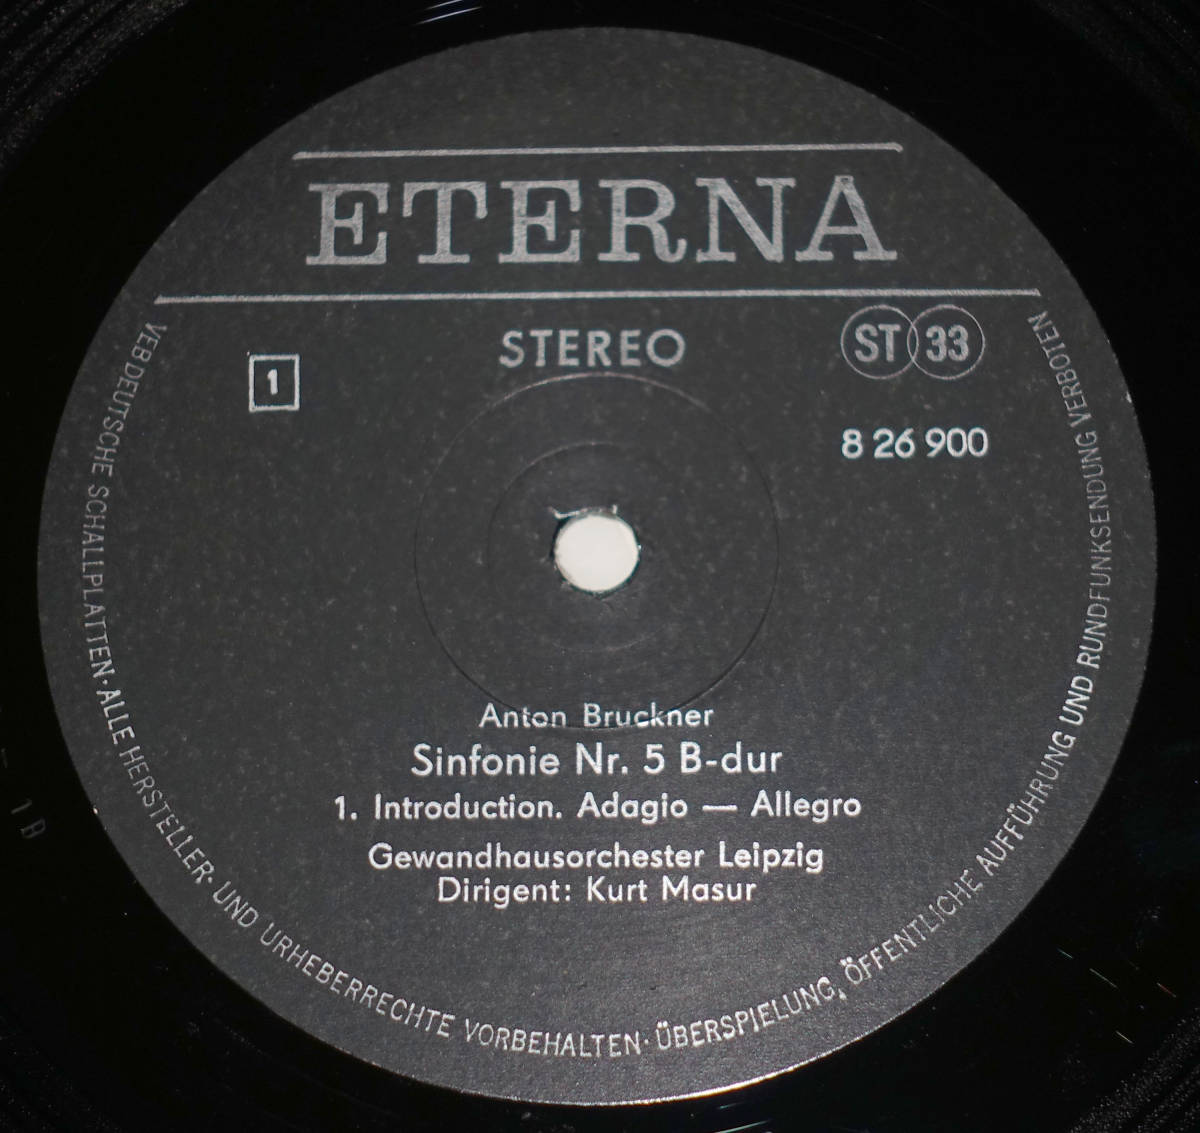 ETERNA
STEREO
ST 33
1
8 26 900
Anton Bruckner
Sinfonie Nr. 5 B-dur
1. Introduction. Adagio — Allegro
Gewandhausorchester Leipzig
Dirigent: Kurt Masur
VEB DEUTSCHE SCHALLPLATTEN · ALLE HERSTELLER- UND URHEBERRECHTE VORBEHALTEN · ÜBERSPIELUNG, ÖFFENTLICHE AUFFÜHRUNG UND RUNDFUNKSENDUNG VERBOTEN
1 B